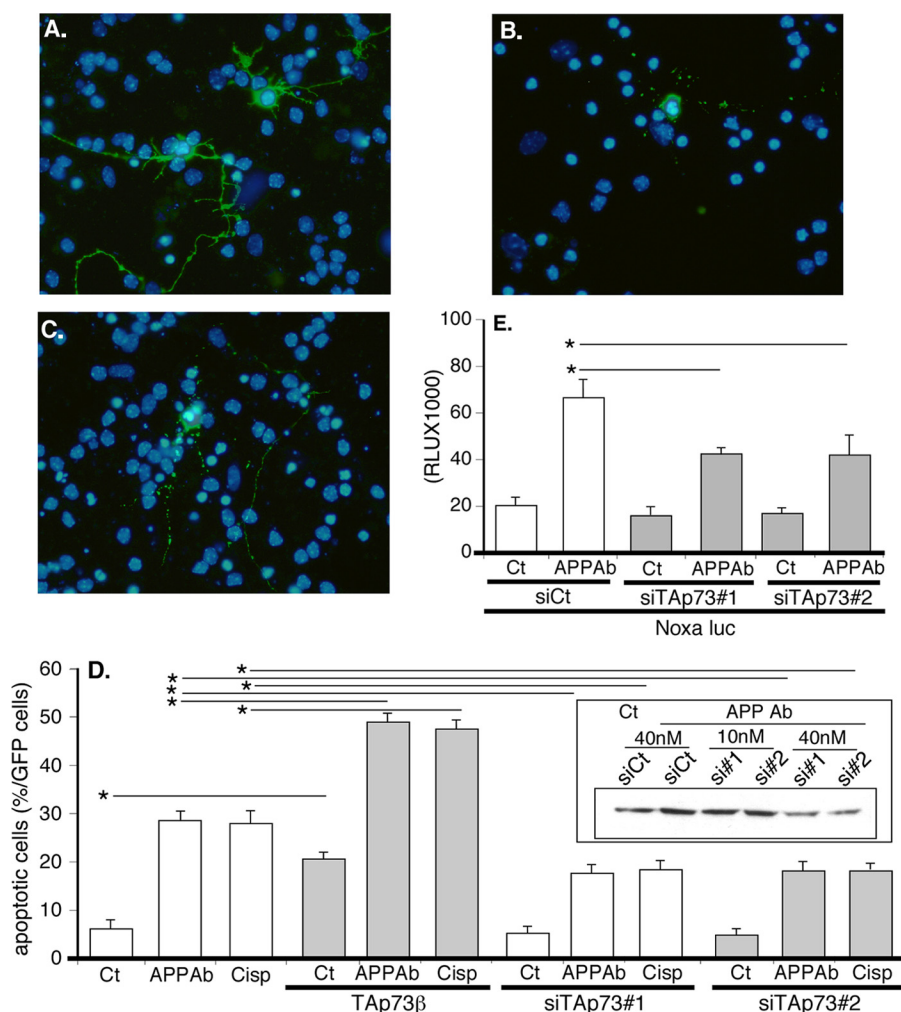 A.
B.
C.
E.
100
80
60
40
20
0
(RLUX1000)
*
*
Ct APPAb Ct APPAb Ct APPAb
siCt siTAp73#1 siTAp73#2
Noxa luc
D.
60
50
40
30
20
10
0
apoptotic cells (%/GFP cells)
*
*
*
*
*
*
*
Ct APP Ab
40nM 10nM 40nM
siCt siCt si#1 si#2 si#1 si#2
Ct APPAb Cisp Ct APPAb Cisp Ct APPAb Cisp Ct APPAb Cisp
TAp73β siTAp73#1 siTAp73#2